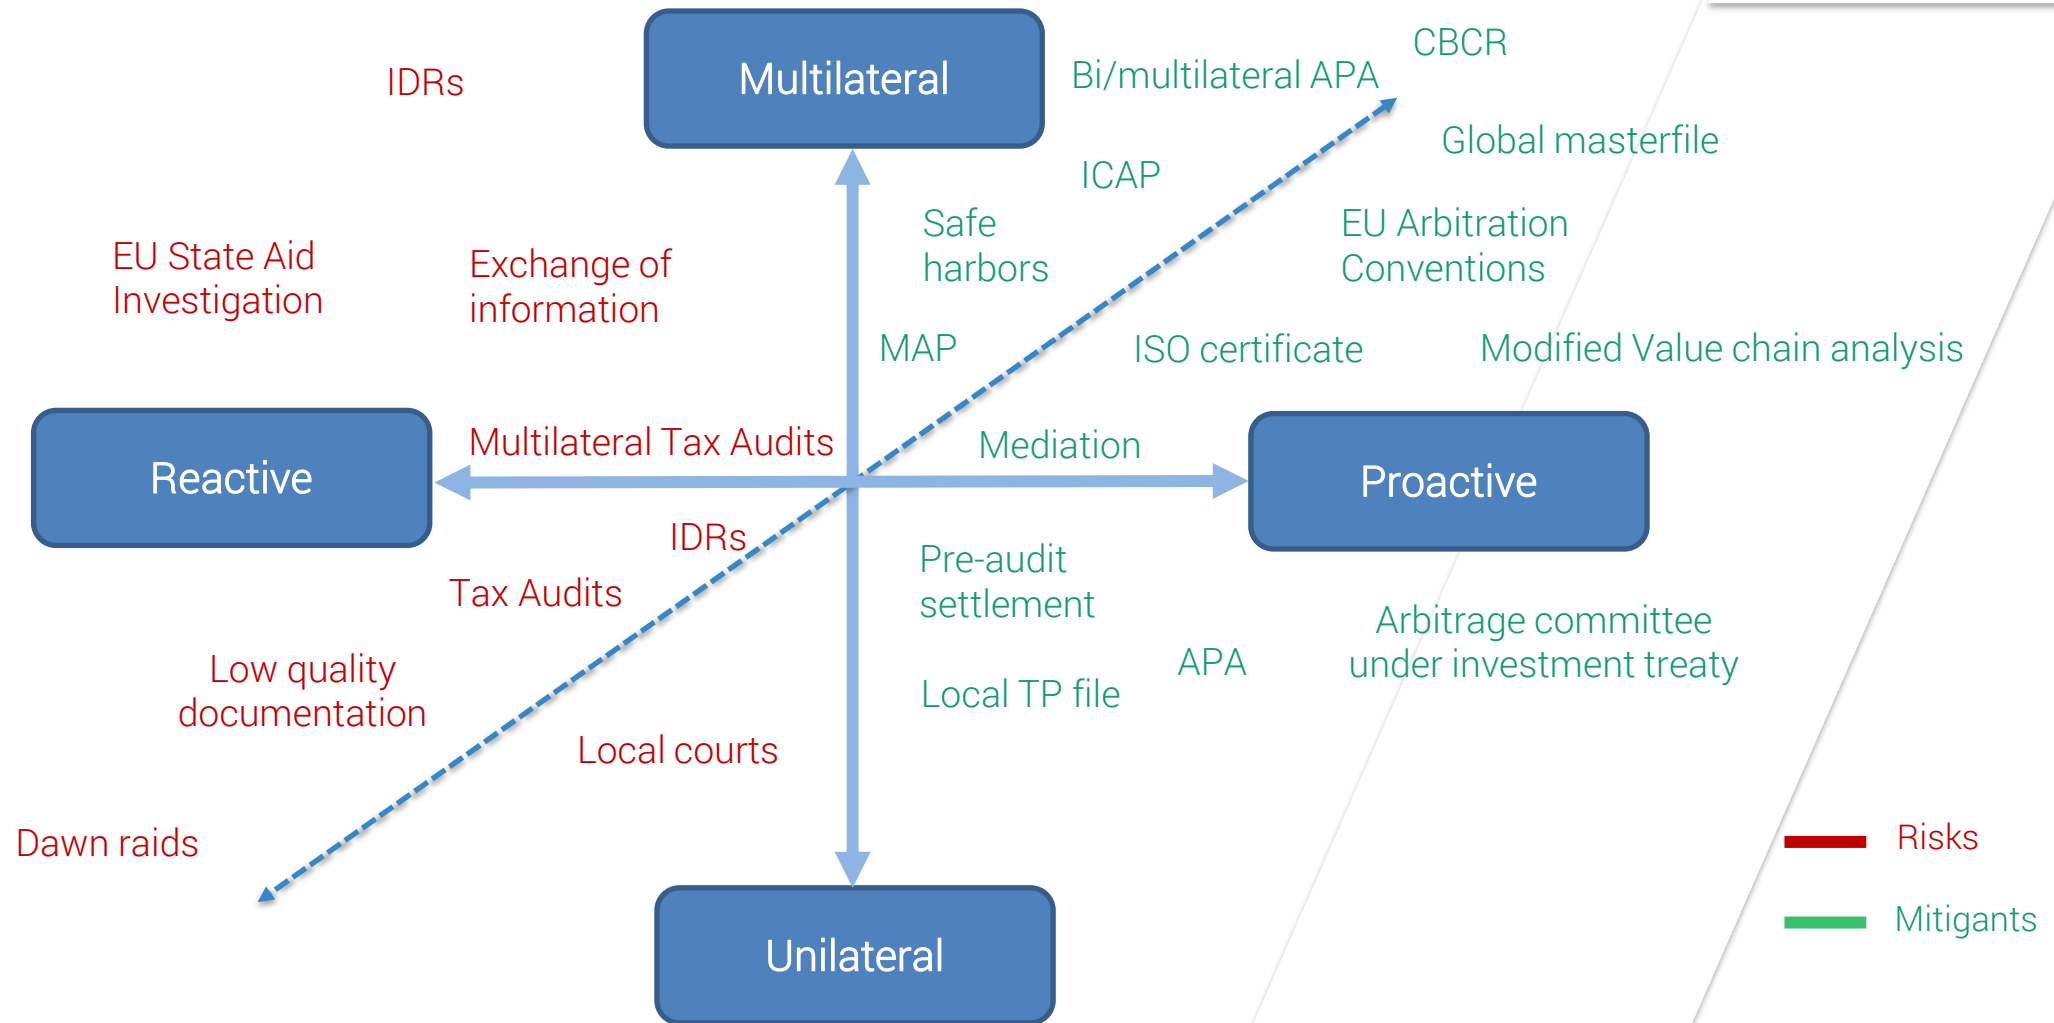 CBCR
IDRs
Multilateral
Bi/multilateral APA
Global masterfile
ICAP
Safe
harbors
EU Arbitration
Conventions
EU State Aid
Investigation
Exchange of
information
MAP
ISO certificate
Modified Value chain analysis
Reactive
Multilateral Tax Audits
Mediation
Proactive
IDRs
Tax Audits
Pre-audit
settlement
Arbitrage committee
under investment treaty
Low quality
documentation
APA
Local TP file
Local courts
Dawn raids
Risks
Mitigants
Unilateral